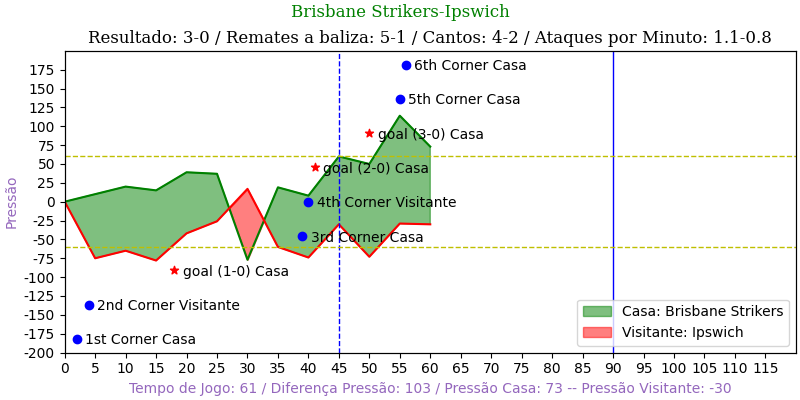 Brisbane Strikers-Ipswich
Resultado: 3-0 / Remates a baliza: 5-1 / Cantos: 4-2 / Ataques por Minuto: 1.1-0.8
Pressão
175
150
125
100
75
50
25
0
-25
-50
-75
-100
-125
-150
-175
-200
6th Corner Casa
5th Corner Casa
goal (3-0) Casa
goal (2-0) Casa
4th Corner Visitante
3rd Corner Casa
goal (1-0) Casa
2nd Corner Visitante
1st Corner Casa
Casa: Brisbane Strikers
Visitante: Ipswich
0 5 10 15 20 25 30 35 40 45 50 55 60 65 70 75 80 85 90 95 100 105 110 115
Tempo de Jogo: 61 / Diferença Pressão: 103 / Pressão Casa: 73 -- Pressão Visitante: -30